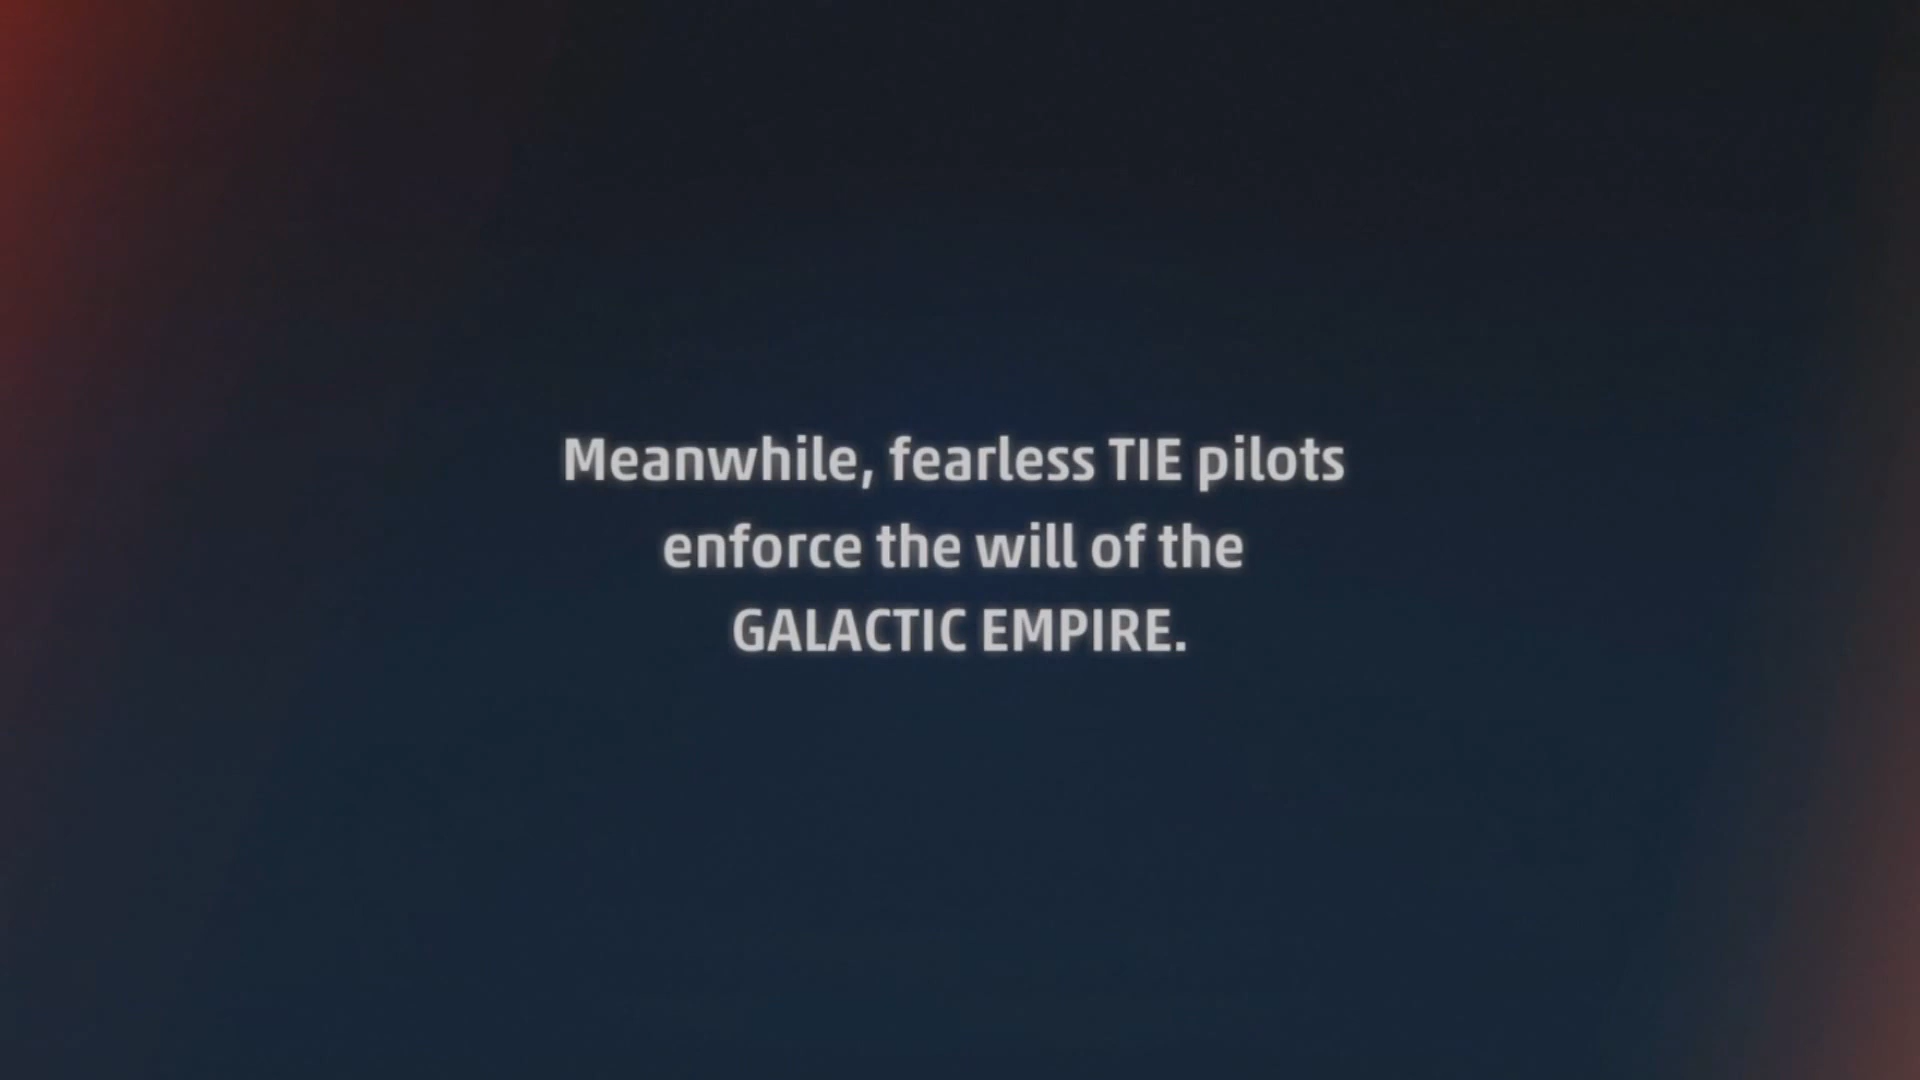 Meanwhile, fearless TIE pilots
enforce the will of the
GALACTIC EMPIRE.